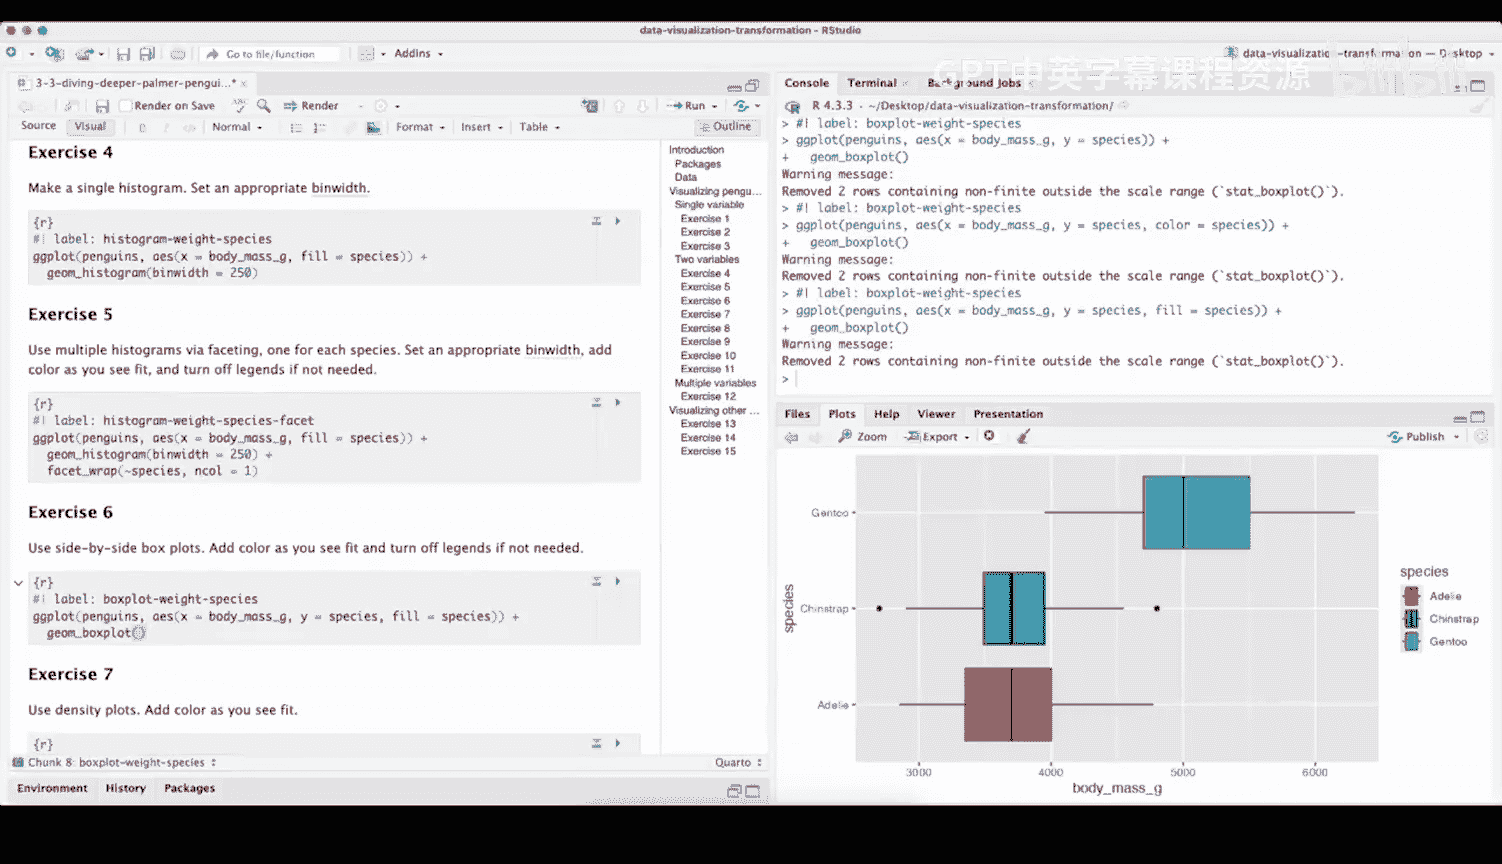 data-visualization-transformation - RStudio
Go to file/function
Addins
data-visualization-transformation — Desktop
GPT中英字幕课程资源
3-3-diving-deeper-palmer-pengui...*
Render on Save
Render
Run
Source Visual
Normal
Format
Insert
Table
Outline
Exercise 4
Make a single histogram. Set an appropriate binwidth.
{r}
#| label: histogram-weight-species
ggplot(penguins, aes(x = body_mass_g, fill = species)) +
geom_histogram(binwidth = 250)
Exercise 5
Use multiple histograms via faceting, one for each species. Set an appropriate binwidth, add
color as you see fit, and turn off legends if not needed.
{r}
#| label: histogram-weight-species-facet
ggplot(penguins, aes(x = body_mass_g, fill = species)) +
geom_histogram(binwidth = 250) +
facet_wrap(~species, ncol = 1)
Exercise 6
Use side-by-side box plots. Add color as you see fit and turn off legends if not needed.
{r}
#| label: boxplot-weight-species
ggplot(penguins, aes(x = body_mass_g, y = species, fill = species)) +
geom_boxplot()
Exercise 7
Use density plots. Add color as you see fit.
{r}
Chunk 8: boxplot-weight-species
Quarto
Environment History Packages
Introduction
Packages
Data
Visualizing pengu...
Single variable
Exercise 1
Exercise 2
Exercise 3
Two variables
Exercise 4
Exercise 5
Exercise 6
Exercise 7
Exercise 8
Exercise 9
Exercise 10
Exercise 11
Multiple variables
Exercise 12
Visualizing other ...
Exercise 13
Exercise 14
Exercise 15
Console Terminal Background Jobs
R 4.3.3 · ~/Desktop/data-visualization-transformation/
> #| label: boxplot-weight-species
> ggplot(penguins, aes(x = body_mass_g, y = species)) +
+ geom_boxplot()
Warning message:
Removed 2 rows containing non-finite outside the scale range (`stat_boxplot()`).
> #| label: boxplot-weight-species
> ggplot(penguins, aes(x = body_mass_g, y = species, color = species)) +
+ geom_boxplot()
Warning message:
Removed 2 rows containing non-finite outside the scale range (`stat_boxplot()`).
> #| label: boxplot-weight-species
> ggplot(penguins, aes(x = body_mass_g, y = species, fill = species)) +
+ geom_boxplot()
Warning message:
Removed 2 rows containing non-finite outside the scale range (`stat_boxplot()`).
>
Files Plots Help Viewer Presentation
Zoom
Export
Publish
Gentoo
Chinstrap
Adelie
species
3000 4000 5000 6000
body_mass_g
species
Adelie
Chinstrap
Gentoo